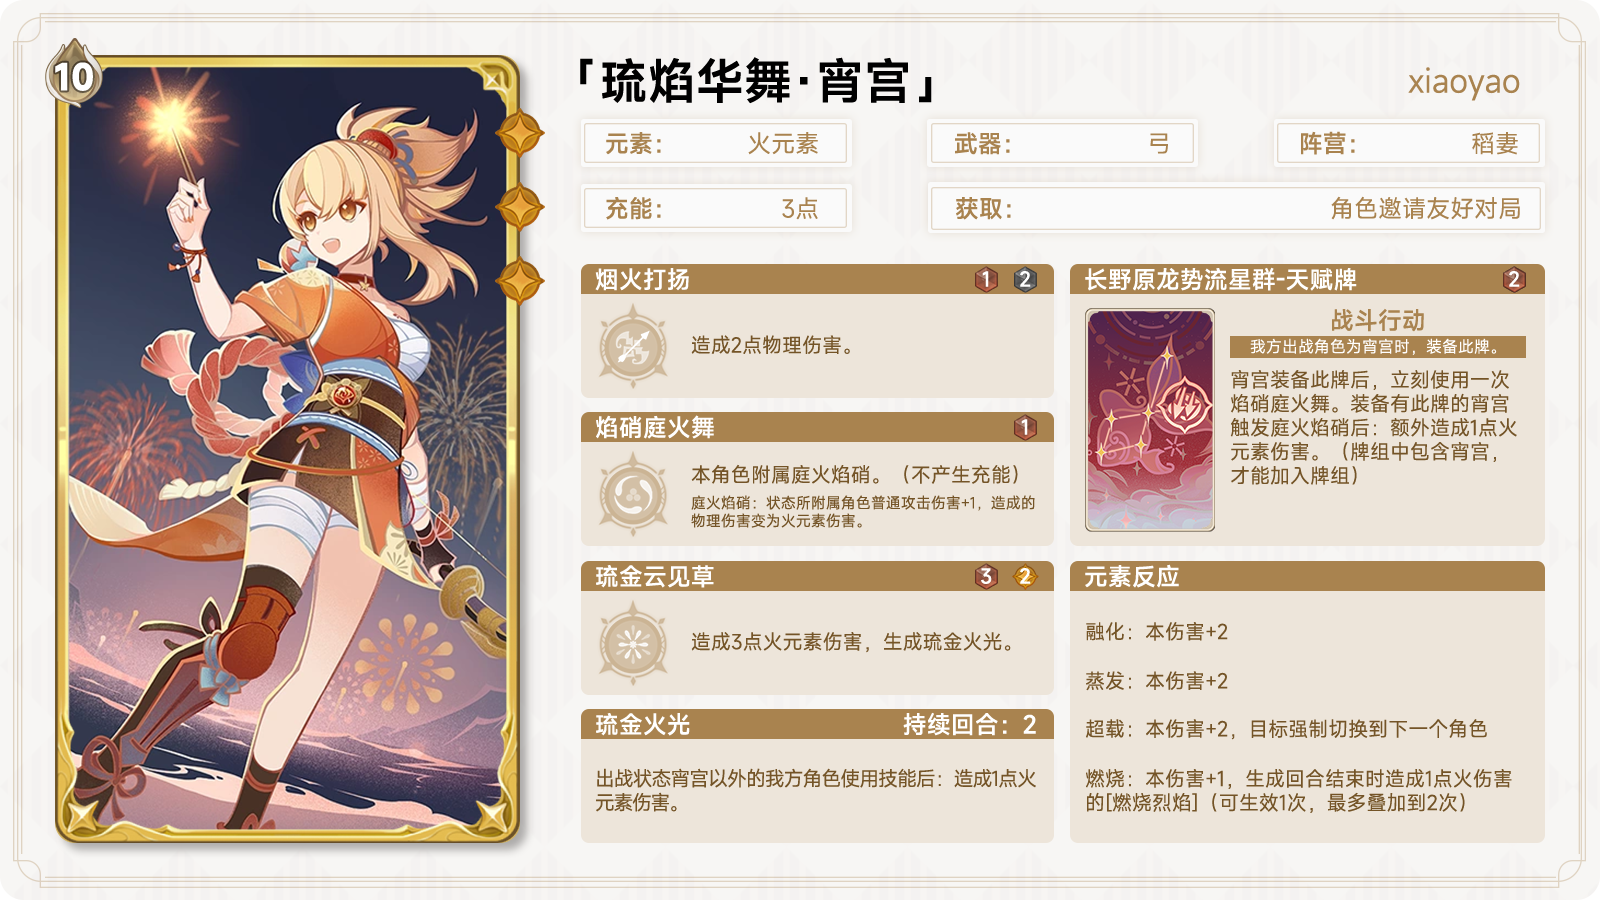 10
「琉焰华舞·宵宫」
xiaoyao
元素： 火元素
武器： 弓
阵营： 稻妻
充能： 3点
获取： 角色邀请友好对局
烟火打扬 1 2
造成2点物理伤害。
焰硝庭火舞 1
本角色附属庭火焰硝。（不产生充能）
庭火焰硝：状态所附属角色普通攻击伤害+1，造成的
物理伤害变为火元素伤害。
琉金云见草 3 2
造成3点火元素伤害，生成琉金火光。
琉金火光 持续回合：2
出战状态宵宫以外的我方角色使用技能后：造成1点火
元素伤害。
长野原龙势流星群-天赋牌 2
战斗行动
我方出战角色为宵宫时，装备此牌。
宵宫装备此牌后，立刻使用一次
焰硝庭火舞。装备有此牌的宵宫
触发庭火焰硝后：额外造成1点火
元素伤害。（牌组中包含宵宫，
才能加入牌组）
元素反应
融化：本伤害+2
蒸发：本伤害+2
超载：本伤害+2，目标强制切换到下一个角色
燃烧：本伤害+1，生成回合结束时造成1点火伤害
的[燃烧烈焰]（可生效1次，最多叠加到2次）